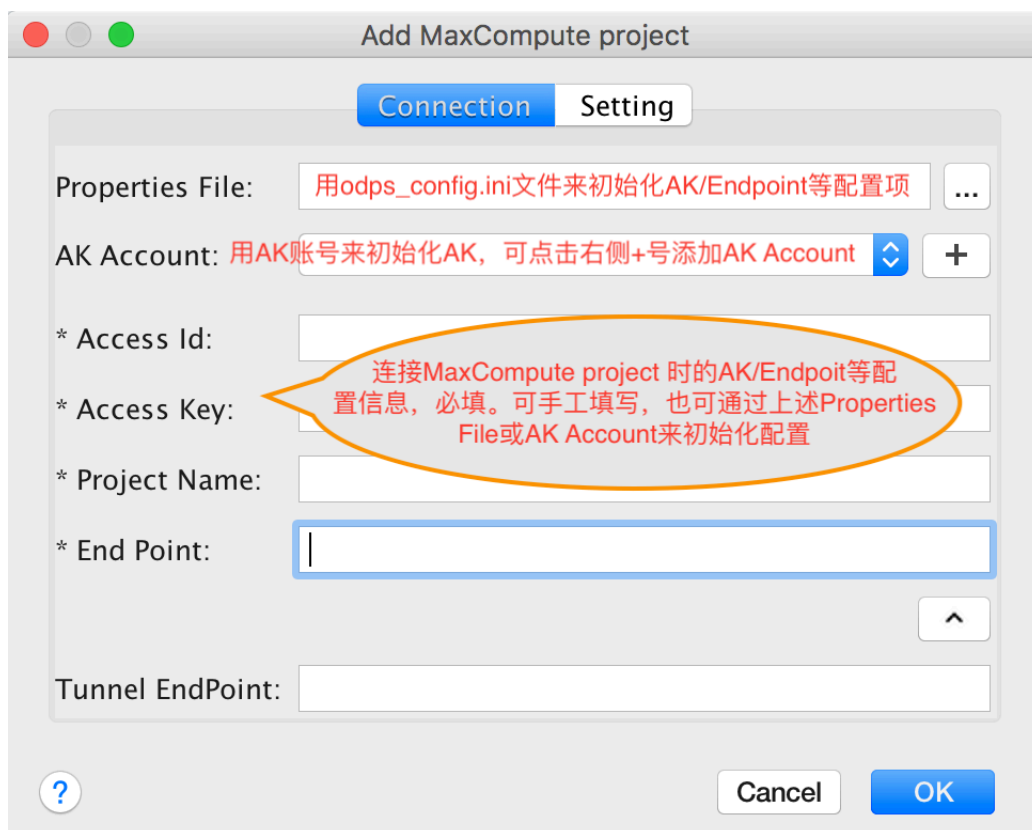 Add MaxCompute project
Connection Setting
Properties File: 用odps_config.ini文件来初始化AK/Endpoint等配置项 ...
AK Account: 用AK账号来初始化AK，可点击右侧+号添加AK Account +
* Access Id:
连接MaxCompute project 时的AK/Endpoit等配
* Access Key: 置信息，必填。可手工填写，也可通过上述Properties
File或AK Account来初始化配置
* Project Name:
* End Point:
Tunnel EndPoint:
? Cancel OK